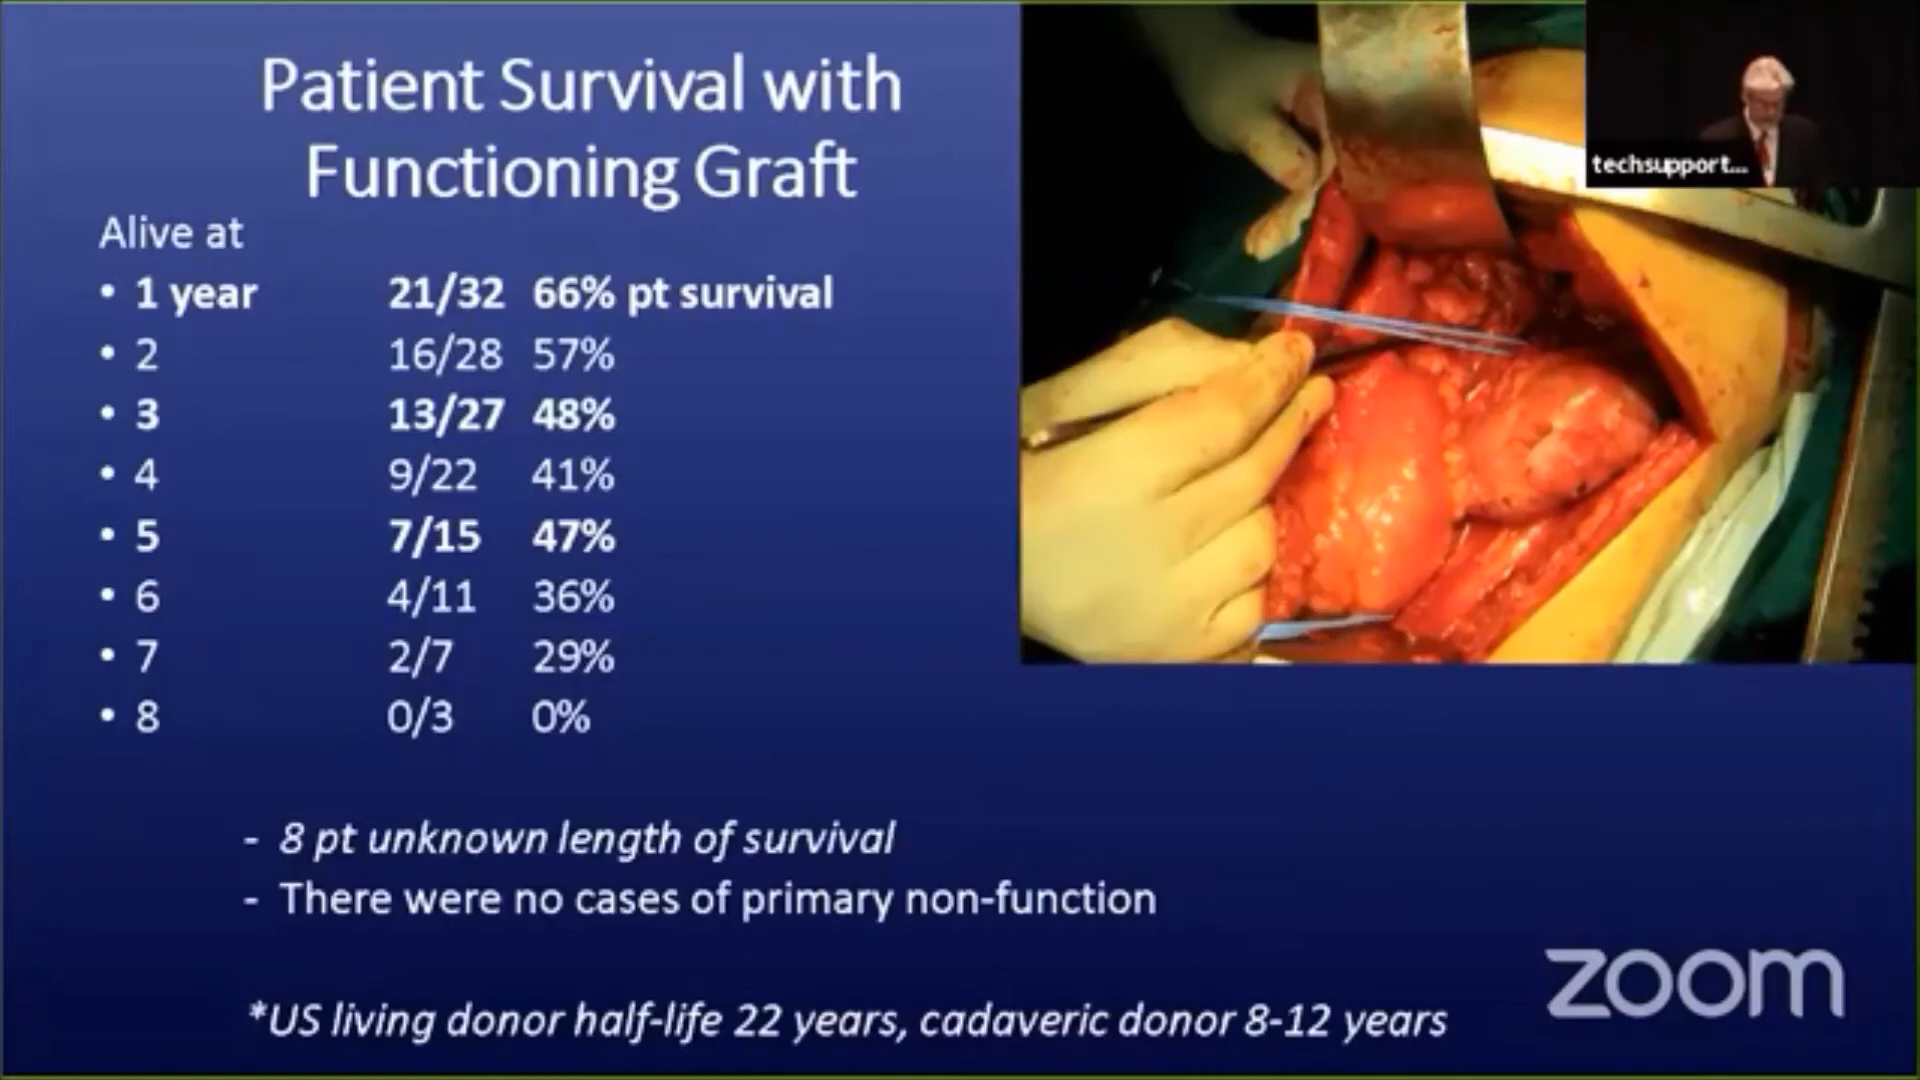 Patient Survival with
Functioning Graft
Alive at
• 1 year 21/32 66% pt survival
• 2 16/28 57%
• 3 13/27 48%
• 4 9/22 41%
• 5 7/15 47%
• 6 4/11 36%
• 7 2/7 29%
• 8 0/3 0%
- 8 pt unknown length of survival
- There were no cases of primary non-function
*US living donor half-life 22 years, cadaveric donor 8-12 years
techsupport...
zoom